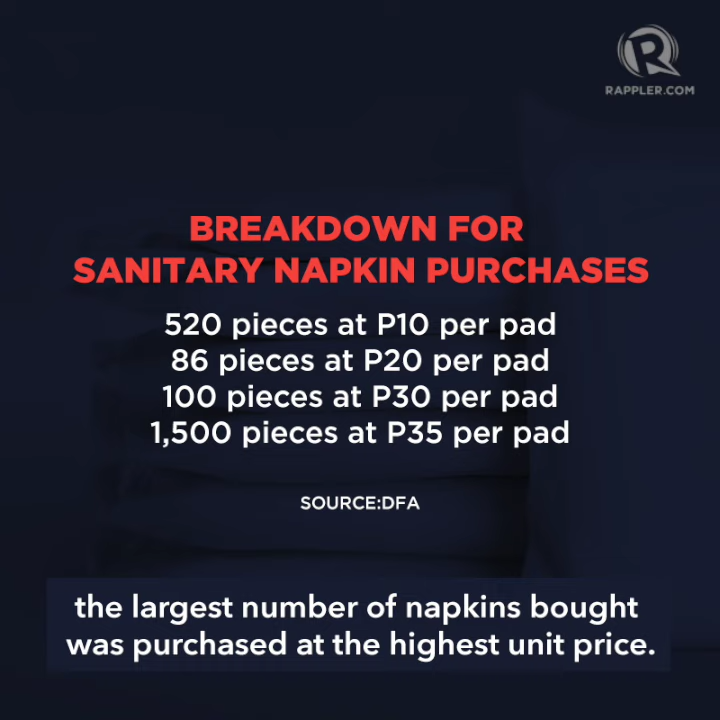 RAPPLER.COM
BREAKDOWN FOR
SANITARY NAPKIN PURCHASES
520 pieces at P10 per pad
86 pieces at P20 per pad
100 pieces at P30 per pad
1,500 pieces at P35 per pad
SOURCE:DFA
the largest number of napkins bought
was purchased at the highest unit price.